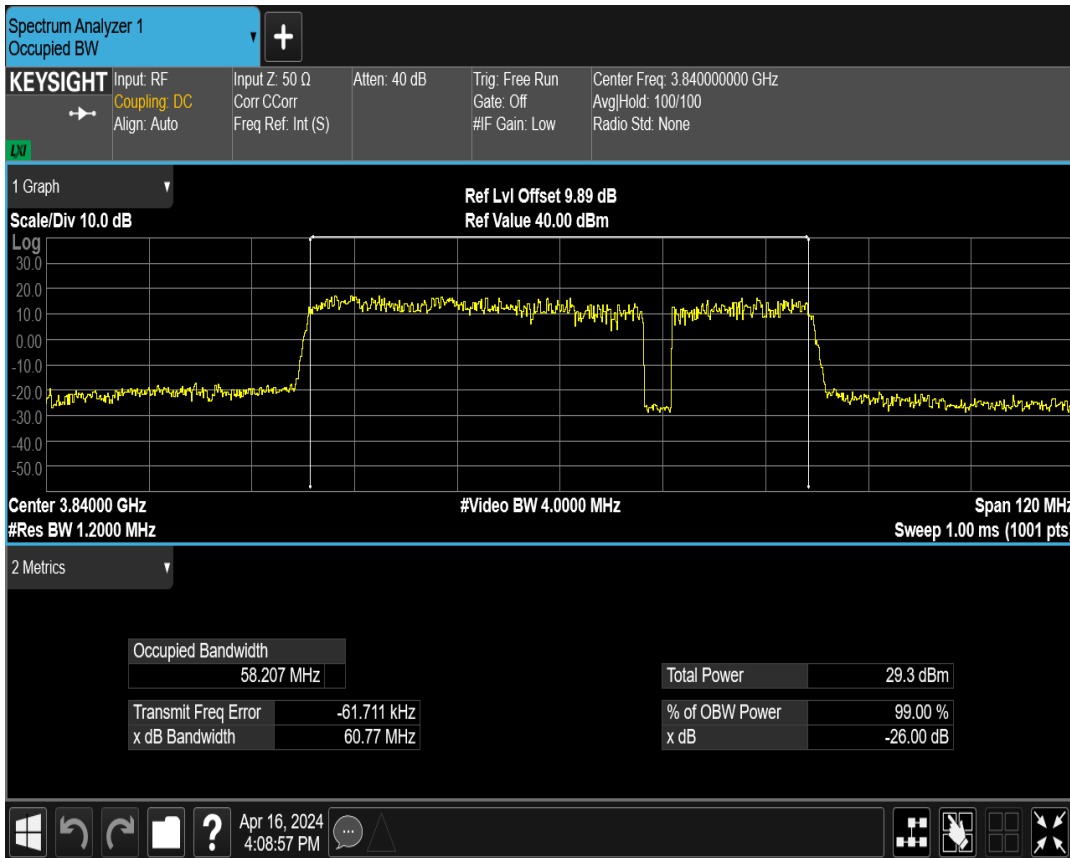 Spectrum Analyzer 1
Occupied BW
+
KEYSIGHT
LXI
Input: RF
Coupling: DC
Align: Auto
Input Z: 50 Ω
Corr CCorr
Freq Ref: Int (S)
Atten: 40 dB
Trig: Free Run
Gate: Off
#IF Gain: Low
Center Freq: 3.840000000 GHz
Avg|Hold: 100/100
Radio Std: None
1 Graph
Scale/Div 10.0 dB
Ref Lvl Offset 9.89 dB
Ref Value 40.00 dBm
Log
30.0
20.0
10.0
0.00
-10.0
-20.0
-30.0
-40.0
-50.0
Center 3.84000 GHz
#Video BW 4.0000 MHz
Span 120 MHz
#Res BW 1.2000 MHz
Sweep 1.00 ms (1001 pts)
2 Metrics
Occupied Bandwidth
58.207 MHz
Total Power 29.3 dBm
Transmit Freq Error -61.711 kHz
% of OBW Power 99.00 %
x dB Bandwidth 60.77 MHz
x dB -26.00 dB
?
Apr 16, 2024
4:08:57 PM